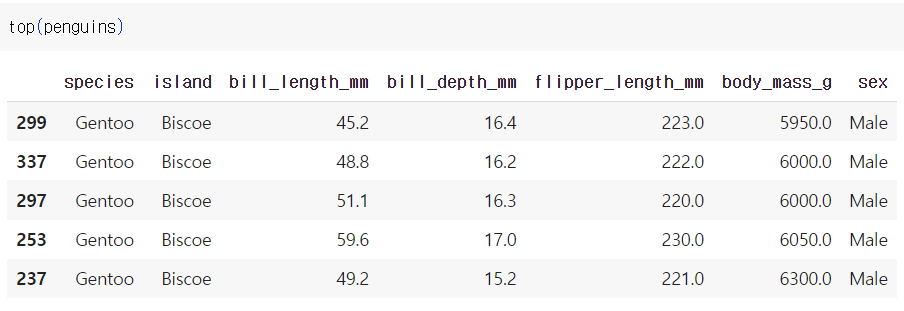 top(penguins)
species island bill_length_mm bill_depth_mm flipper_length_mm body_mass_g sex
299 Gentoo Biscoe 45.2 16.4 223.0 5950.0 Male
337 Gentoo Biscoe 48.8 16.2 222.0 6000.0 Male
297 Gentoo Biscoe 51.1 16.3 220.0 6000.0 Male
253 Gentoo Biscoe 59.6 17.0 230.0 6050.0 Male
237 Gentoo Biscoe 49.2 15.2 221.0 6300.0 Male